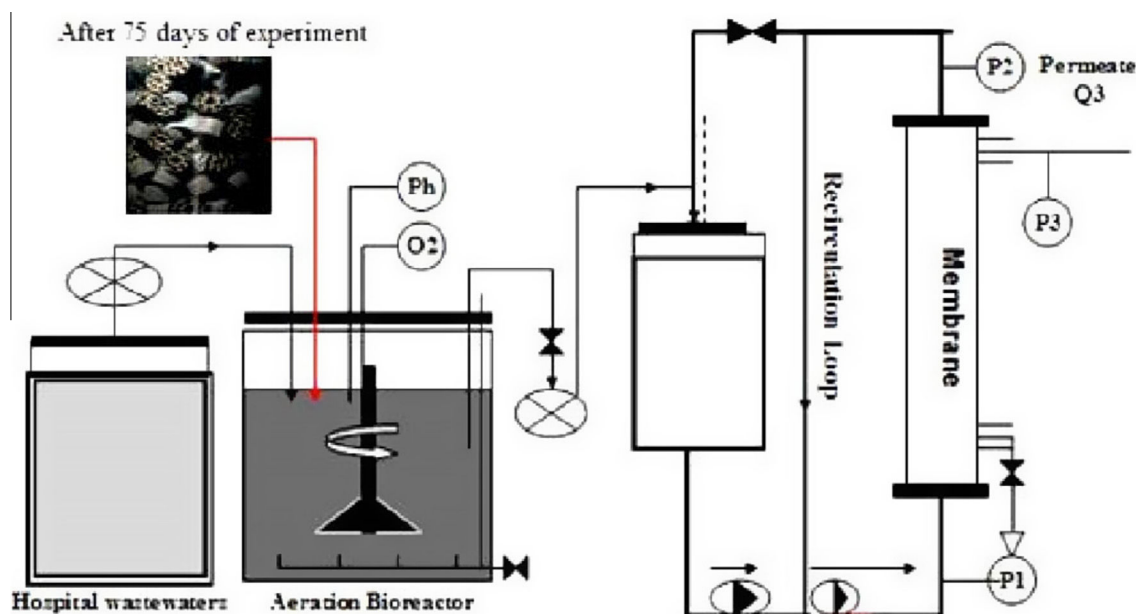 After 75 days of experiment
P2
Permeate
Q3
Ph
O2
P3
Recirculation Loop
Membrane
P1
Hospital wastewaters
Aeration Bioreactor